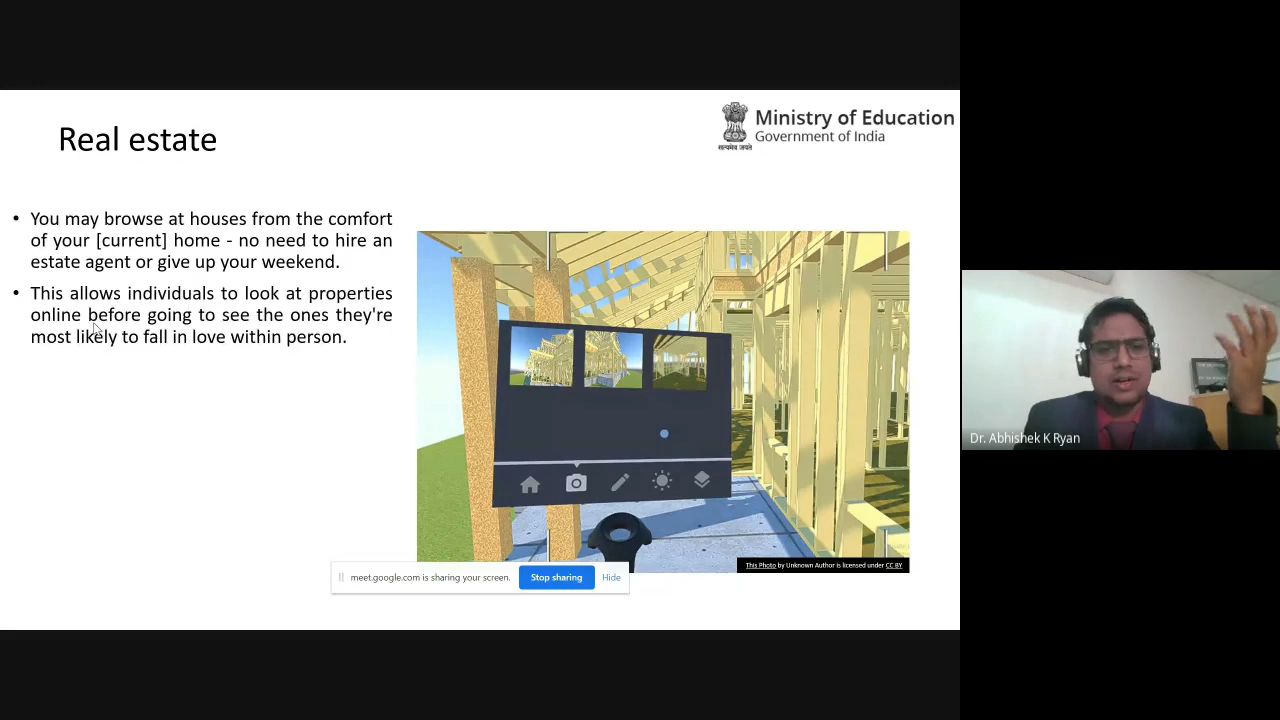 Real estate
Ministry of Education
Government of India
सत्यमेव जयते
• You may browse at houses from the comfort
of your [current] home - no need to hire an
estate agent or give up your weekend.
• This allows individuals to look at properties
online before going to see the ones they're
most likely to fall in love within person.
This Photo by Unknown Author is licensed under CC BY
meet.google.com is sharing your screen.
Stop sharing
Hide
Dr. Abhishek K Ryan